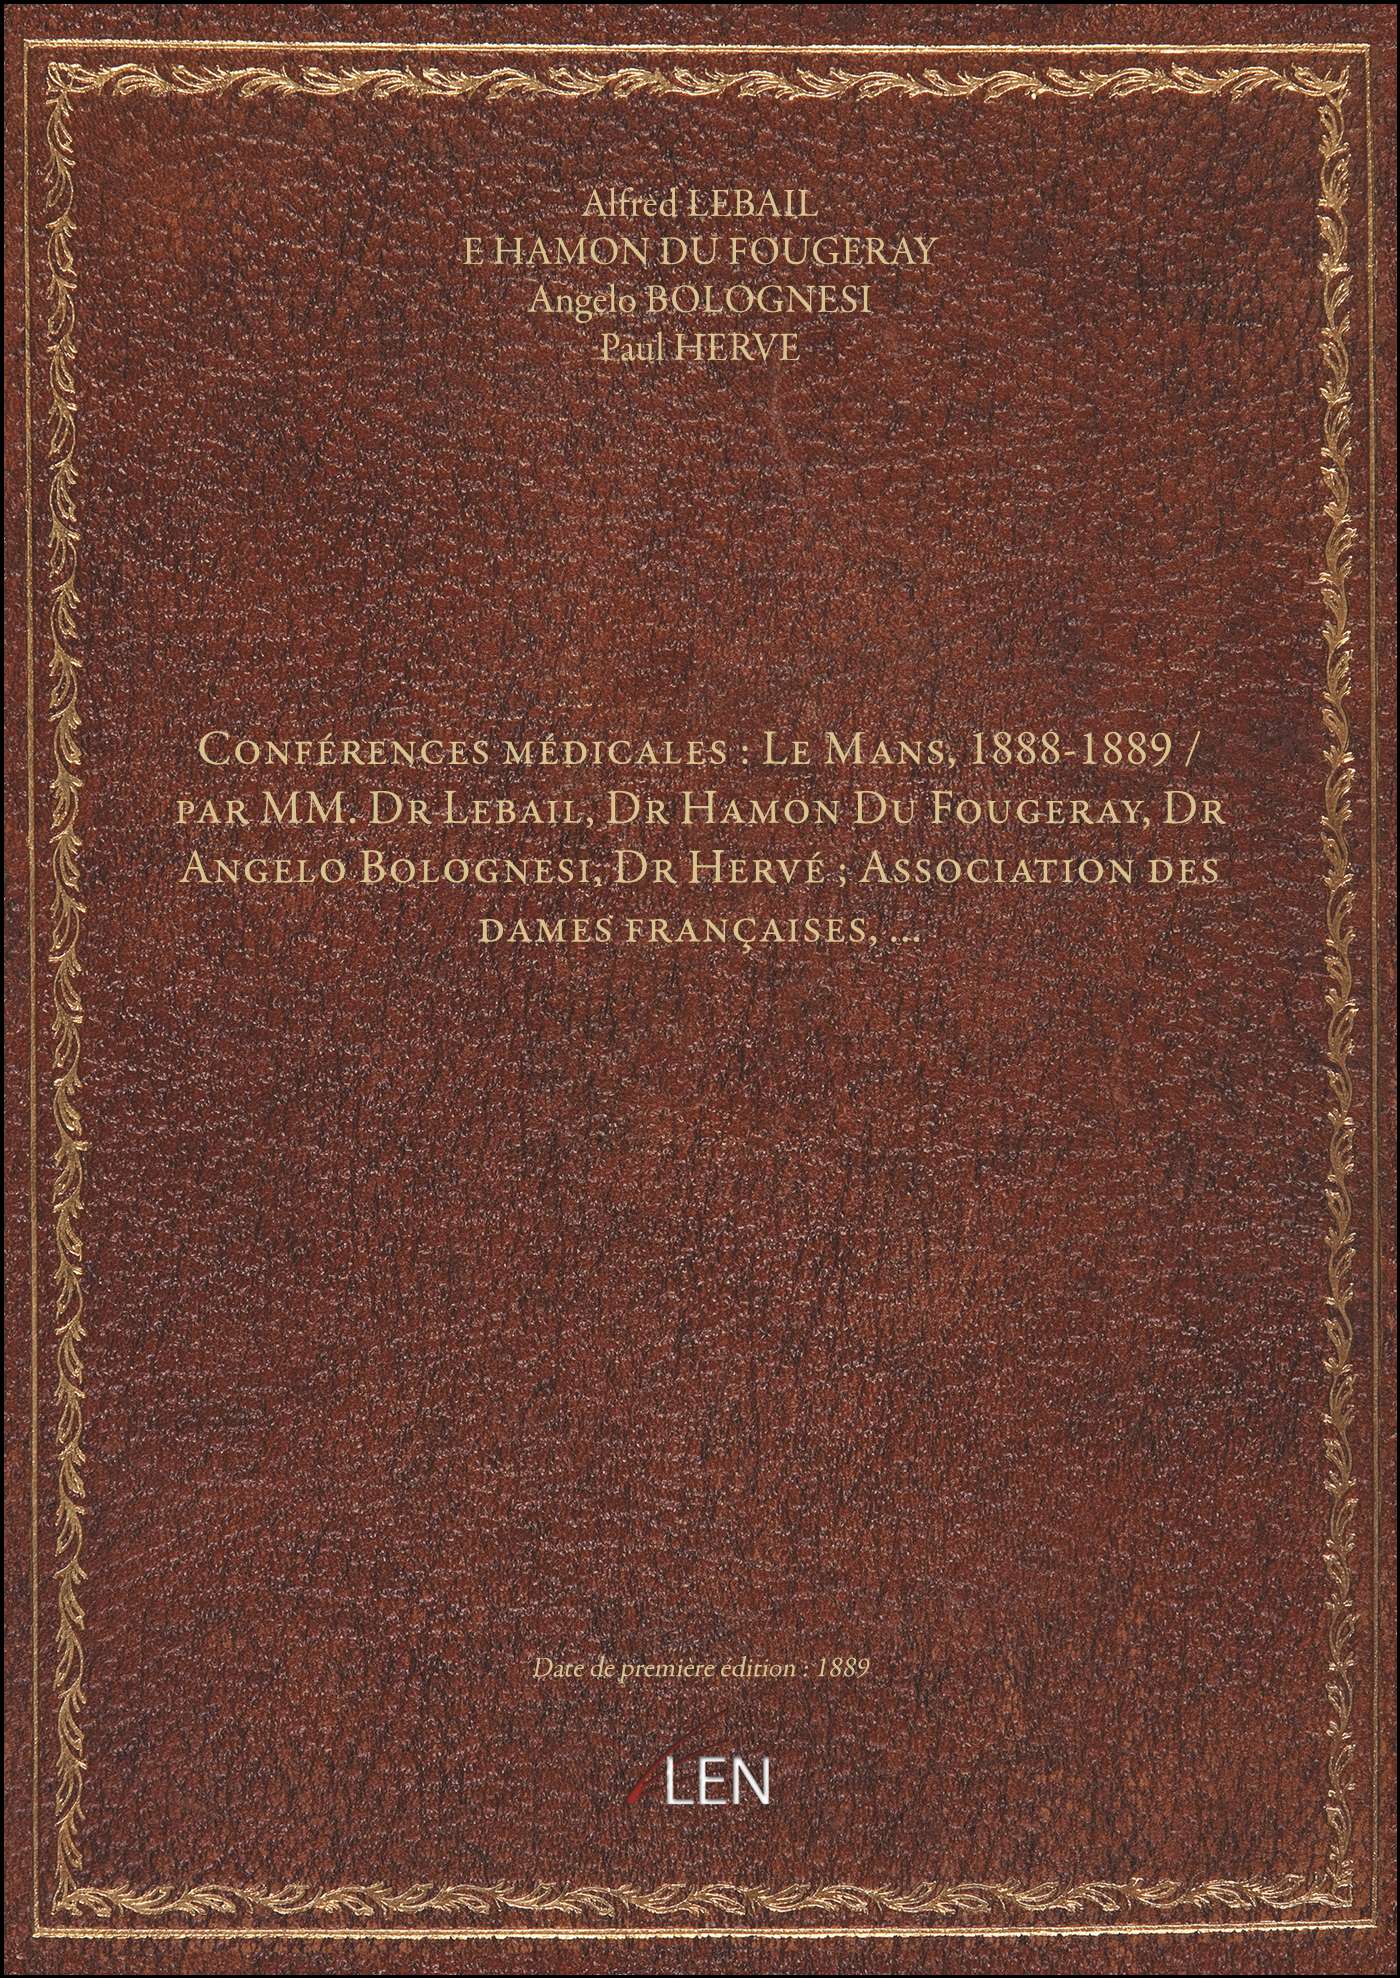 Alfred LEBAIL
E HAMON DU FOUGERAY
Angelo BOLOGNESI
Paul HERVE
Conférences médicales : Le Mans, 1888-1889 /
par MM. Dr Lebail, Dr Hamon Du Fougeray, Dr
Angelo Bolognesi, Dr Hervé ; Association des
dames françaises, ...
Date de première édition : 1889
LEN